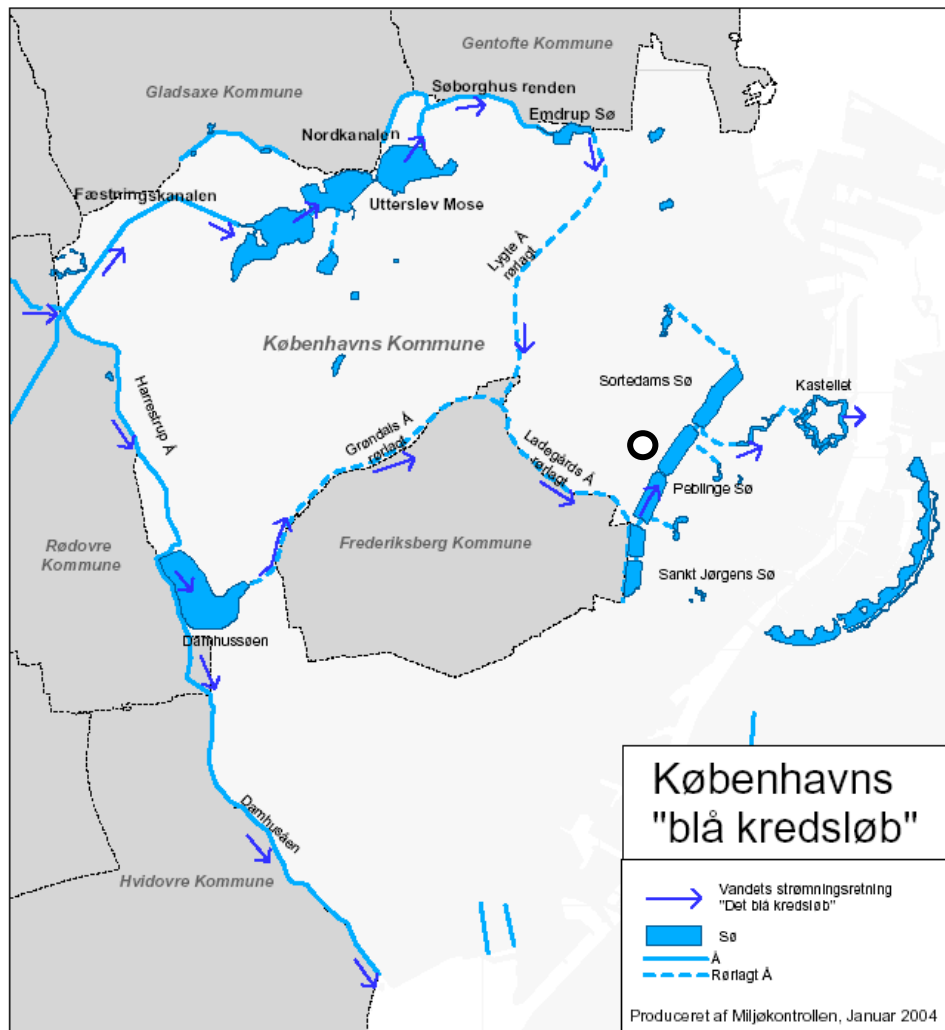 Gentofte Kommune
Gladsaxe Kommune
Søborghus renden
Emdrup Sø
Nordkanalen
Fæstningskanalen
Utterslev Mose
Lygte Å
rørlagt
Københavns Kommune
Sortedams Sø
Kastellet
Harrestrup Å
Grøndals Å
rørlagt
Ladegårds Å
rørlagt
Peblinge Sø
Rødovre
Kommune
Frederiksberg Kommune
Sankt Jørgens Sø
Damhussøen
Damhusåen
Hvidovre Kommune
Københavns
"blå kredsløb"
Vandets strømningsretning
"Det blå kredsløb"
Sø
Å
Rørlagt Å
Produceret af Miljøkontrollen, Januar 2004